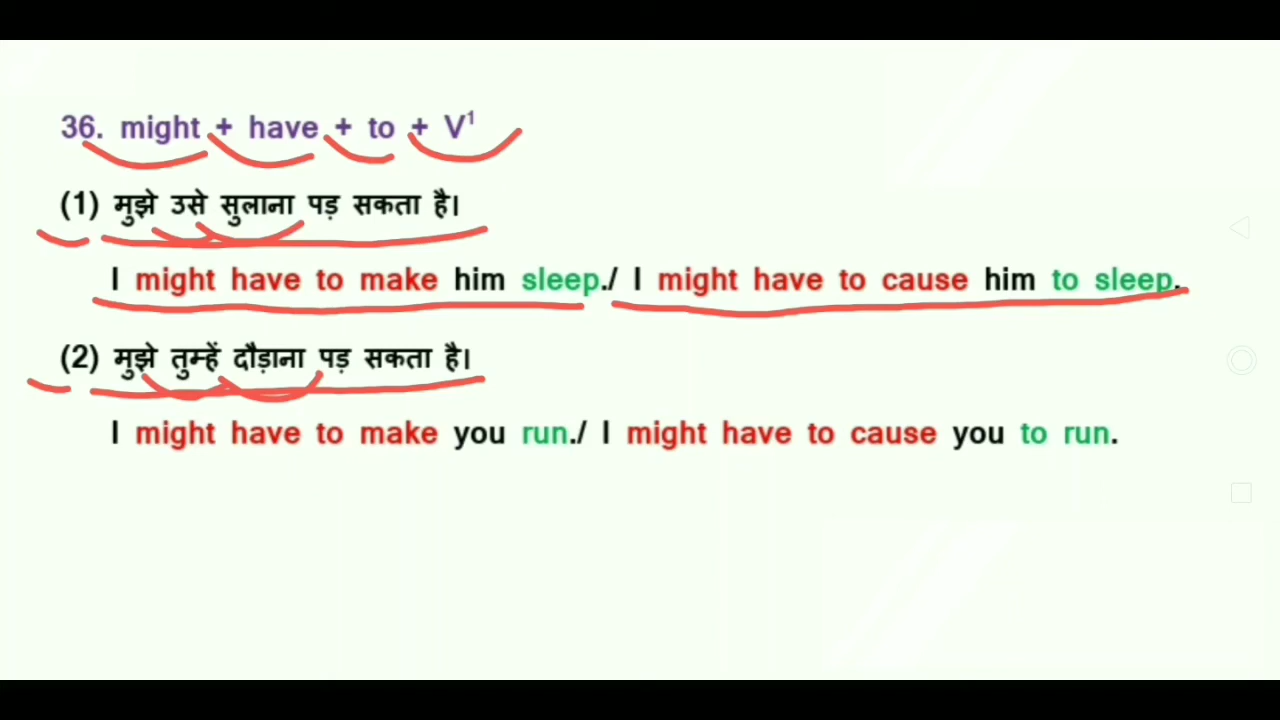 36. might + have + to + V¹
(1) मुझे उसे सुलाना पड़ सकता है।
I might have to make him sleep./ I might have to cause him to sleep.
(2) मुझे तुम्हें दौड़ाना पड़ सकता है।
I might have to make you run./ I might have to cause you to run.